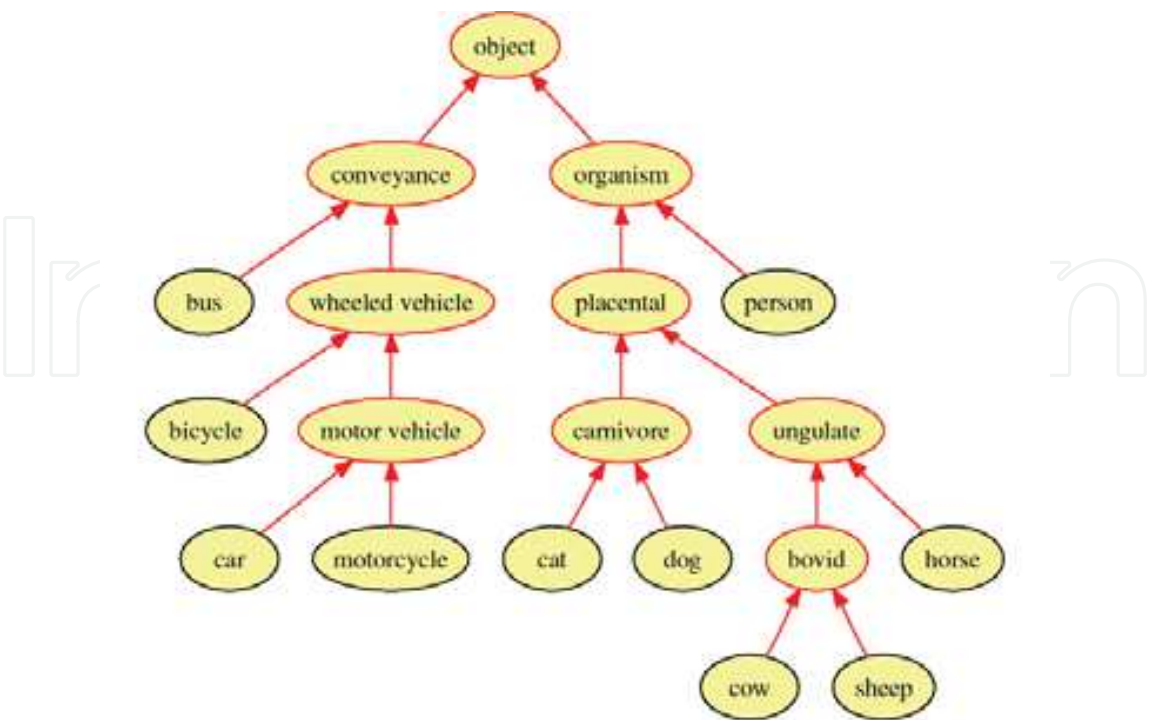 object
conveyance organism
bus wheeled vehicle placental person
bicycle motor vehicle carnivore ungulate
car motorcycle cat dog bovid horse
cow sheep